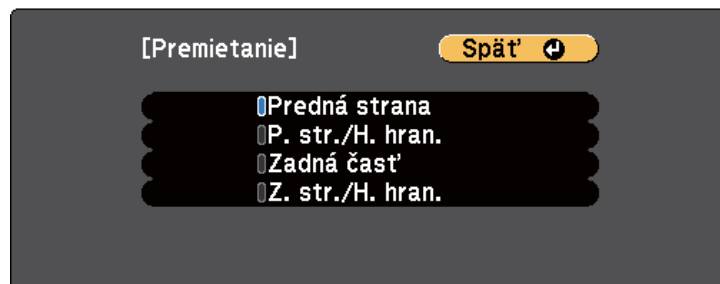 [Premietanie] Späť
Predná strana
P. str./H. hran.
Zadná časť
Z. str./H. hran.